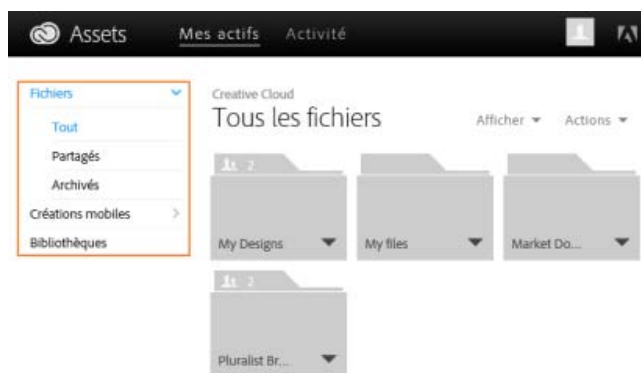 Assets
Mes actifs Activité
Fichiers
Tout
Partagés
Archivés
Créations mobiles
Bibliothèques
Creative Cloud
Tous les fichiers
Afficher Actions
2
My Designs
My files
Market Do...
2
Pluralist Br...